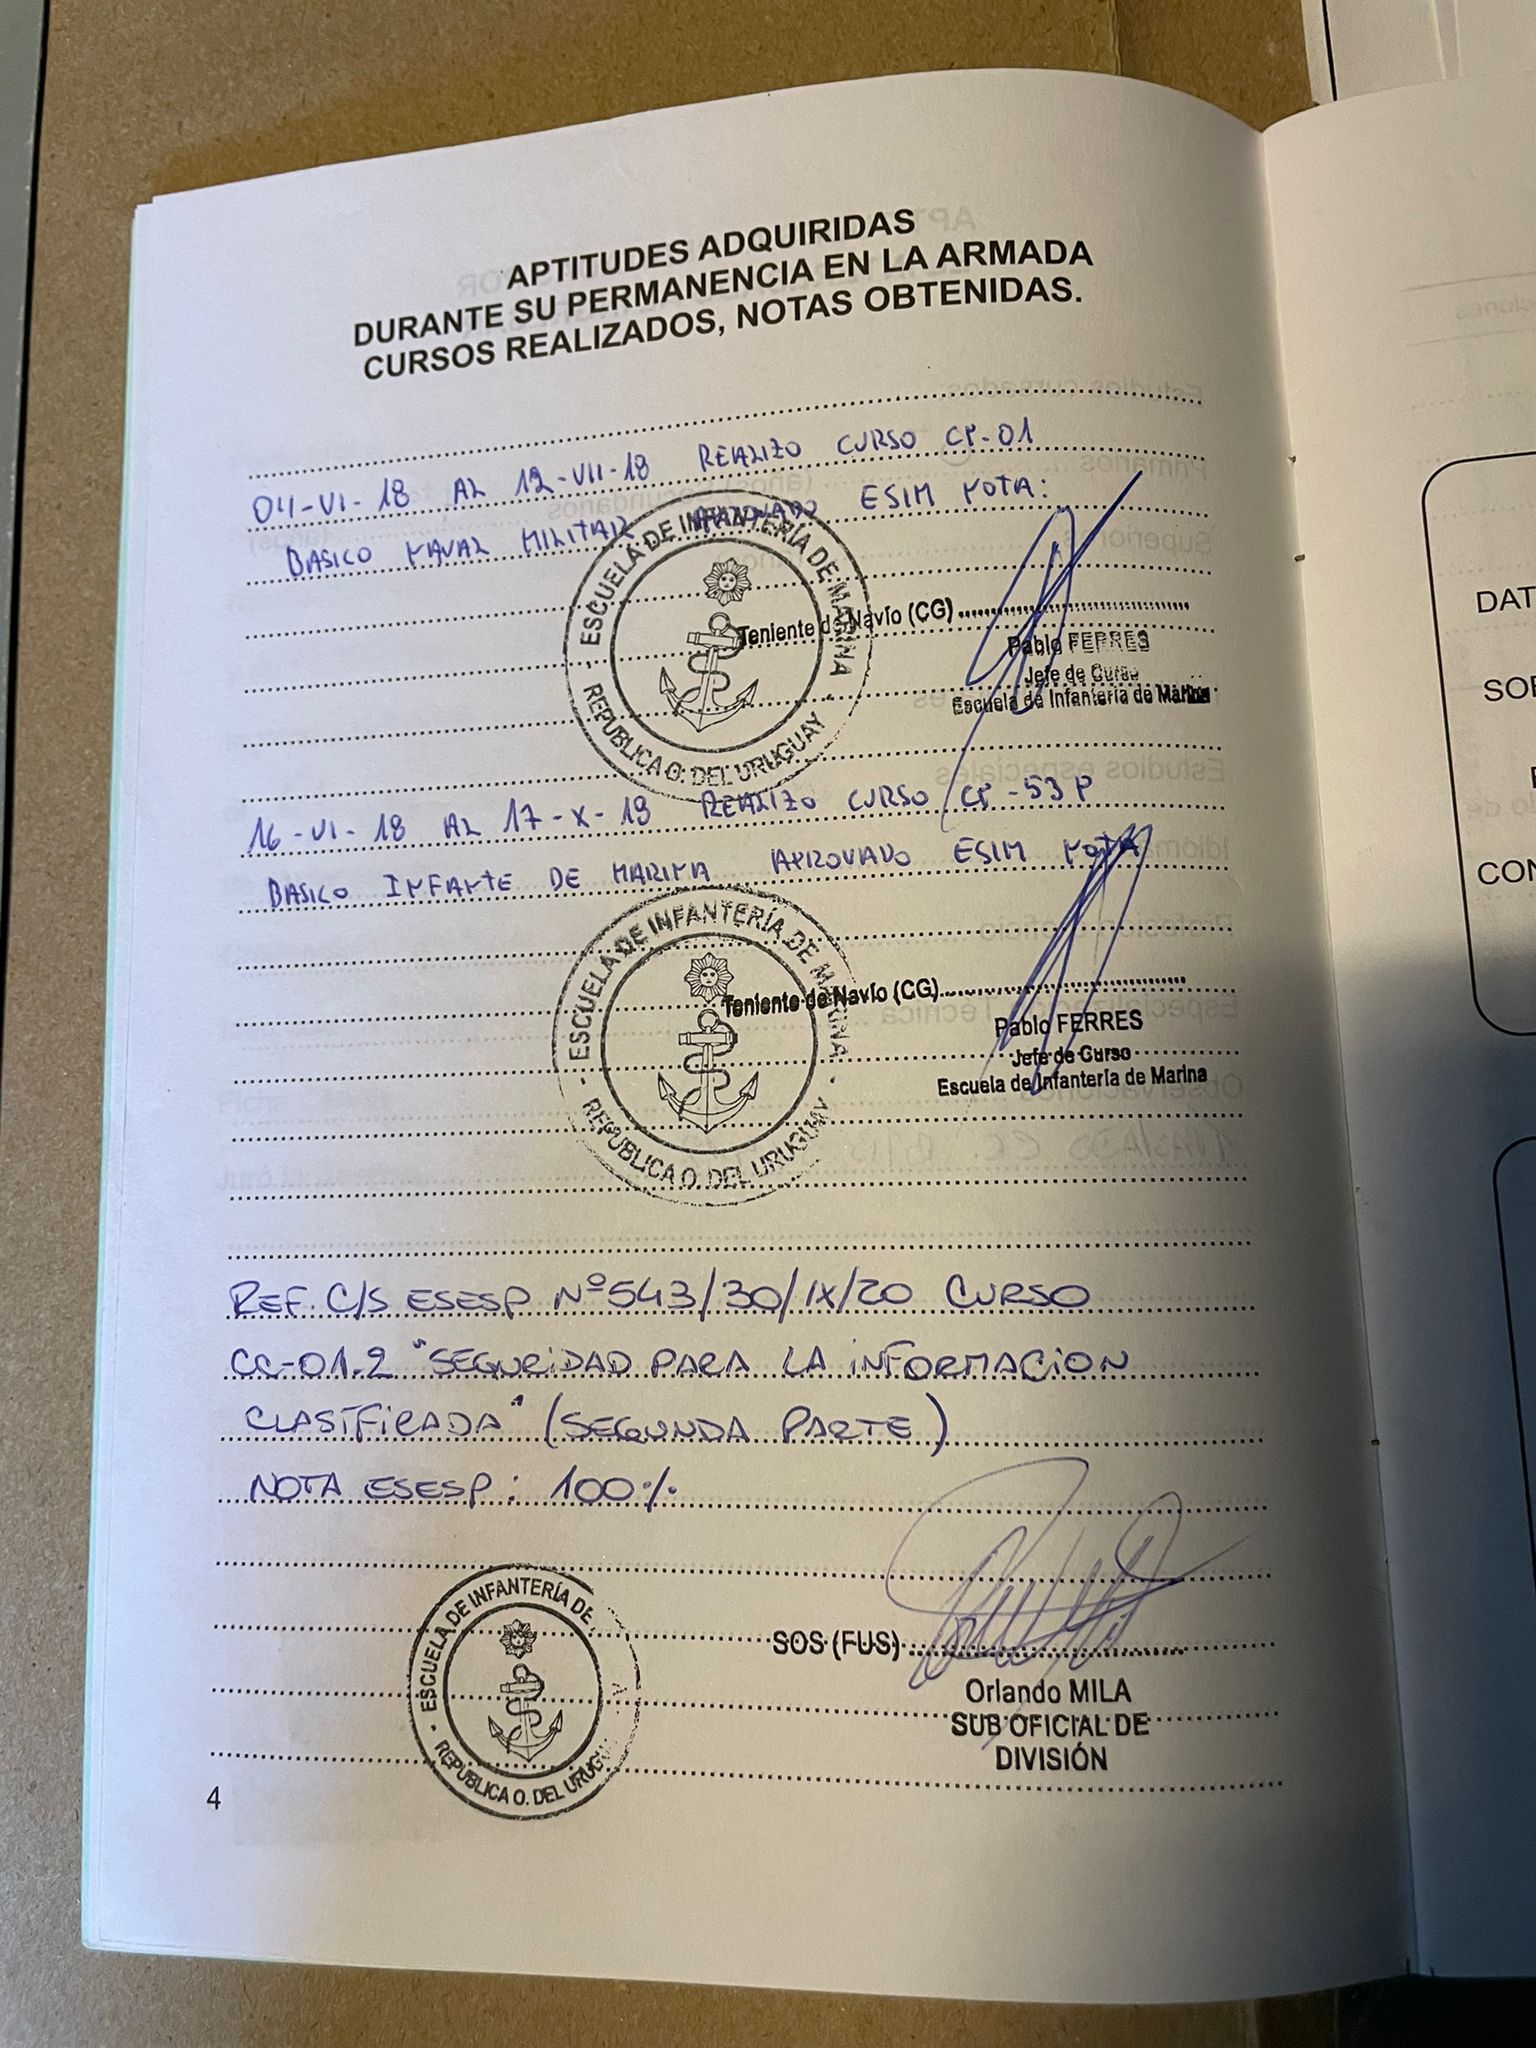 APTITUDES ADQUIRIDAS
DURANTE SU PERMANENCIA EN LA ARMADA
CURSOS REALIZADOS, NOTAS OBTENIDAS.
04-VI-18 AL 12-VII-18 REALIZO CURSO CP-01
BASICO NAVAL MILITAR APROVADO ESIM NOTA:
ESCUELA DE INFANTERÍA DE MARINA
REPUBLICA O. DEL URUGUAY
Teniente de Navío (CG)
Pablo FERRES
Jefe de Curso
Escuela de Infantería de Marina
16-VI-18 AL 17-X-19 REALIZO CURSO CP-53P
BASICO INFANTE DE MARINA APROVADO ESIM NOTA
ESCUELA DE INFANTERÍA DE MARINA
REPUBLICA O. DEL URUGUAY
Teniente de Navío (CG)
Pablo FERRES
Jefe de Curso
Escuela de Infantería de Marina
REF. C/S ESESP Nº543/30/IX/20 CURSO
CC-01.2 "SEGURIDAD PARA LA INFORMACION
CLASIFICADA" (SEGUNDA PARTE)
NOTA ESESP: 100%
ESCUELA DE INFANTERÍA DE
REPUBLICA O. DEL URUGU
SOS (FUS)
Orlando MILA
SUB OFICIAL DE
DIVISIÓN
4
DAT
CON